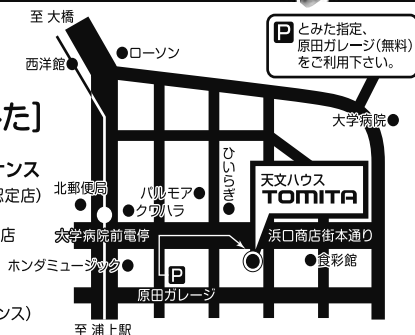 至 大橋
ローソン
西洋館
P とみた指定、
原田ガレージ(無料)
をご利用下さい。
た]
大学病院
ナンス
認定店)
北郵便局
パルモア
クワハラ
ひいらぎ
天文ハウス
TOMITA
店
大学病院前電停
浜口商店街本通り
ホンダミュージック
P
食彩館
原田ガレージ
ンス)
至 浦上駅